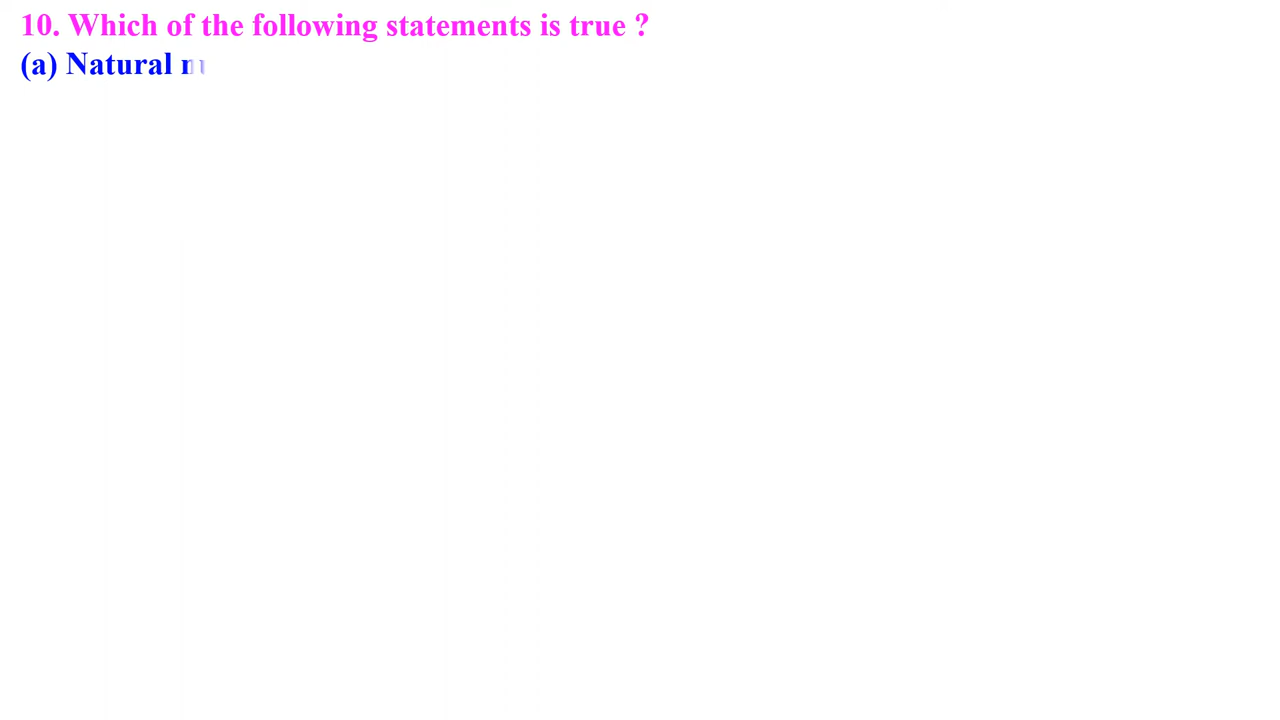 10. Which of the following statements is true ?
(a) Natural